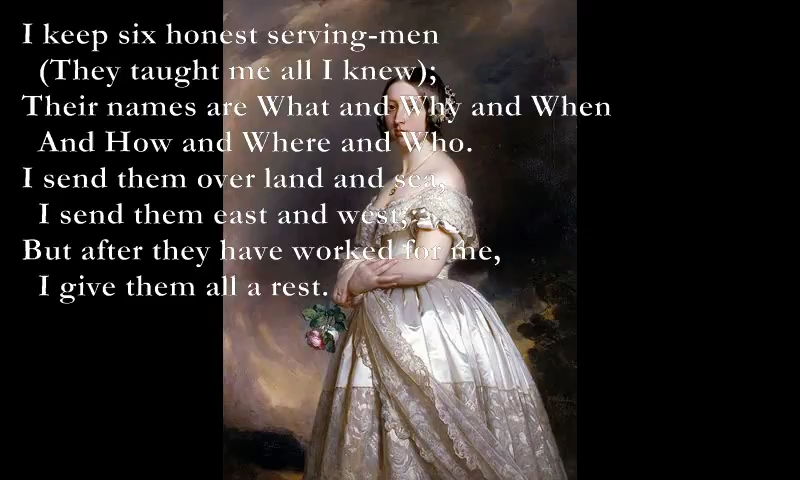 I keep six honest serving-men
(They taught me all I knew);
Their names are What and Why and When
And How and Where and Who.
I send them over land and sea,
I send them east and west;
But after they have worked for me,
I give them all a rest.